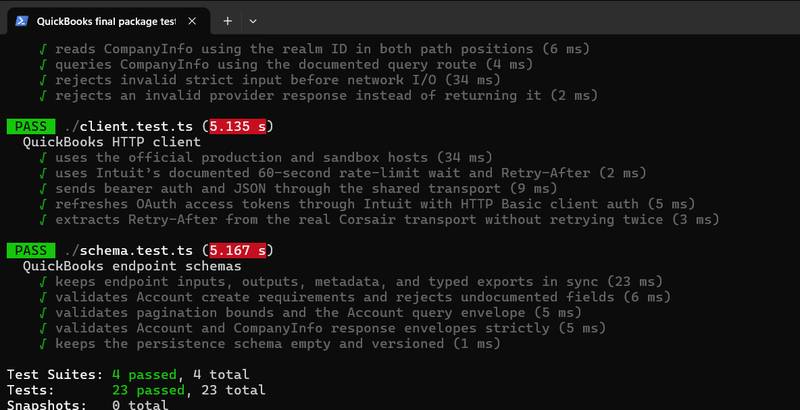 QuickBooks final package test
√ reads CompanyInfo using the realm ID in both path positions (6 ms)
√ queries CompanyInfo using the documented query route (4 ms)
√ rejects invalid strict input before network I/O (34 ms)
√ rejects an invalid provider response instead of returning it (2 ms)
PASS ./client.test.ts (5.135 s)
QuickBooks HTTP client
√ uses the official production and sandbox hosts (34 ms)
√ uses Intuit's documented 60-second rate-limit wait and Retry-After (2 ms)
√ sends bearer auth and JSON through the shared transport (9 ms)
√ refreshes OAuth access tokens through Intuit with HTTP Basic client auth (5 ms)
√ extracts Retry-After from the real Corsair transport without retrying twice (3 ms)
PASS ./schema.test.ts (5.167 s)
QuickBooks endpoint schemas
√ keeps endpoint inputs, outputs, metadata, and typed exports in sync (23 ms)
√ validates Account create requirements and rejects undocumented fields (6 ms)
√ validates pagination bounds and the Account query envelope (5 ms)
√ validates Account and CompanyInfo response envelopes strictly (5 ms)
√ keeps the persistence schema empty and versioned (1 ms)
Test Suites: 4 passed, 4 total
Tests: 23 passed, 23 total
Snapshots: 0 total